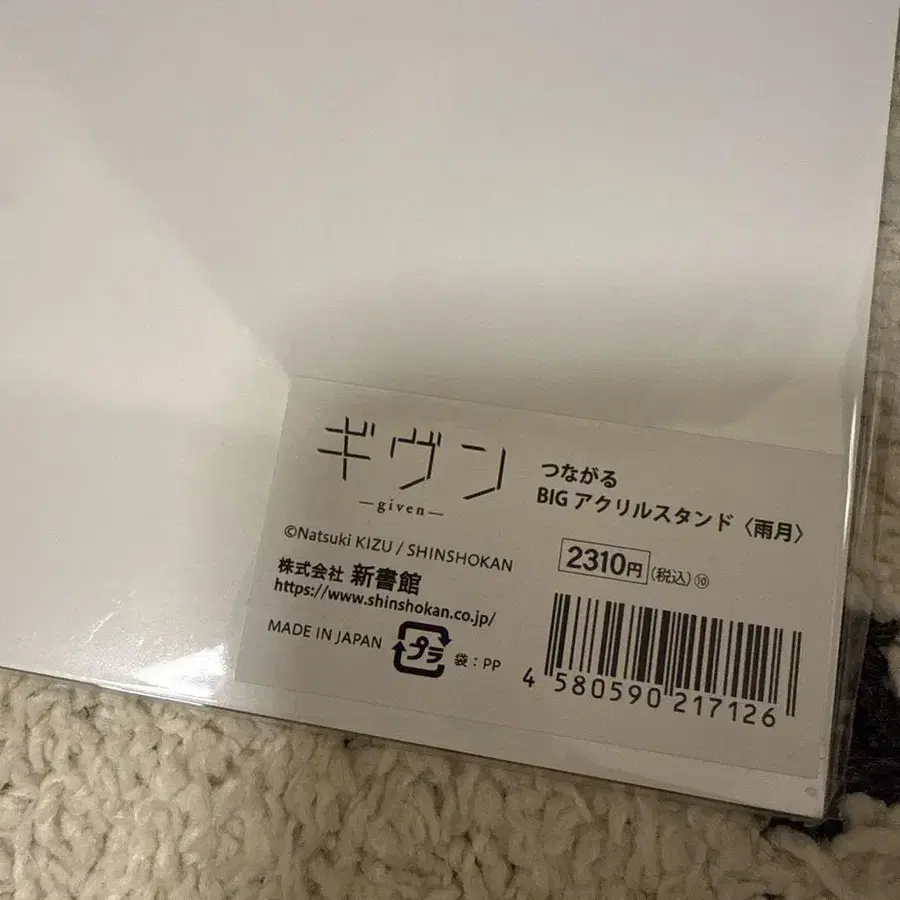 ギヴン
—given—
©Natsuki KIZU / SHINSHOKAN
株式会社 新書館
https://www.shinshokan.co.jp/
MADE IN JAPAN
プラ
袋：PP
つながる
BIG アクリルスタンド〈雨月〉
2310円(税込)⑩
4 580590 217126